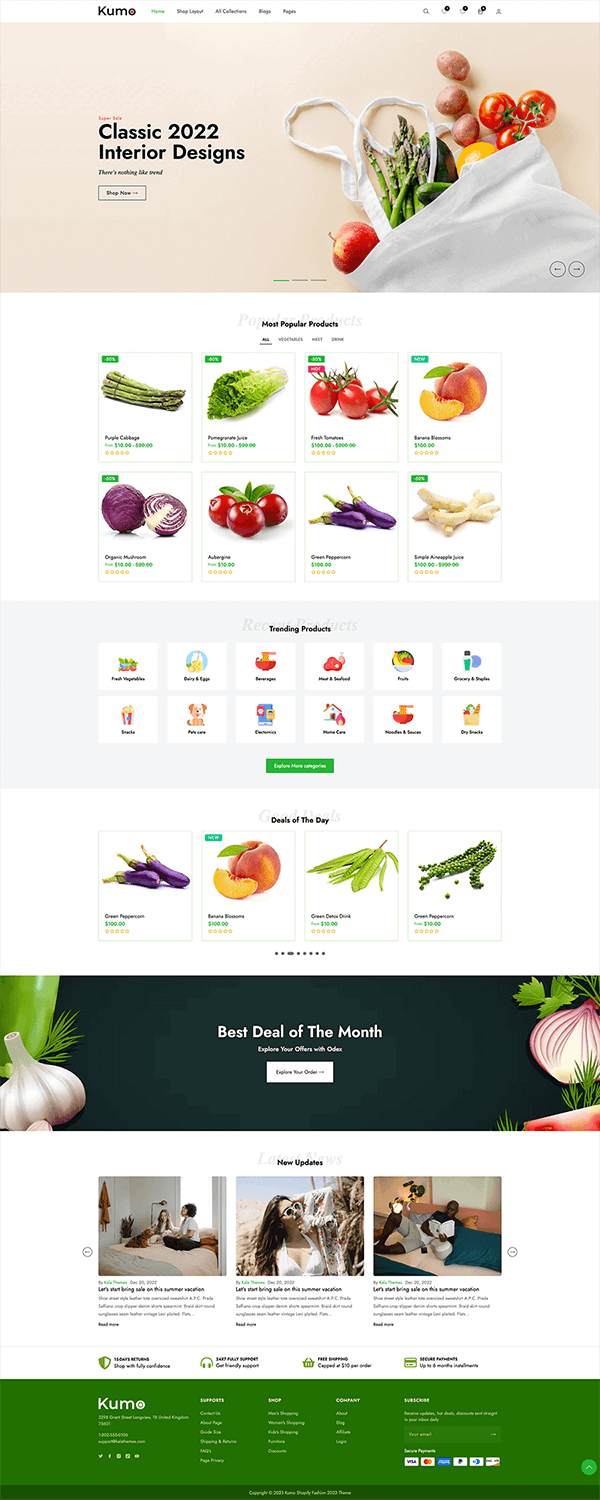 Kumo
Home Shop Layout All Collections Blogs Pages
Super Sale
Classic 2022
Interior Designs
There's nothing like trend
Shop Now →
Popular Products
Most Popular Products
ALL VEGETABLES MEET DRINK
-50% -50% -50% NEW
HOT
Purple Cabbage Pomegranate Juice Fresh Tomatoes Banana Blossoms
From $10.00 - $20.00 From $10.00 - $20.00 $100.00 - $200.00 $100.00
-50% -50%
Organic Mushroom Aubergine Green Peppercorn Simple Aineapple Juice
From $10.00 - $20.00 From $10.00 $100.00 $100.00 - $200.00
Recent Products
Trending Products
Fresh Vegetables Dairy & Eggs Beverages Meat & Seafood Fruits Grocery & Staples
Snacks Pets care Electornics Home Care Noodles & Sauces Dry Snacks
Explore More categories
Good Deals
Deals of The Day
NEW
Green Peppercorn Banana Blossoms Green Detox Drink Green Peppercorn
$100.00 $100.00 From $10.00 From $10.00
Best Deal of The Month
Explore Your Offers with Odex
Explore Your Order →
Latest News
New Updates
By Kala Themes Dec 20, 2022 By Kala Themes Dec 20, 2022 By Kala Themes Dec 20, 2022
Let's start bring sale on this summer vacation Let's start bring sale on this summer vacation Let's start bring sale on this summer vacation
Shoe street style leather tote oversized sweatshirt A.P.C. Prada Shoe street style leather tote oversized sweatshirt A.P.C. Prada Shoe street style leather tote oversized sweatshirt A.P.C. Prada
Saffiano crop slipper denim shorts spearmint. Braid skirt round Saffiano crop slipper denim shorts spearmint. Braid skirt round Saffiano crop slipper denim shorts spearmint. Braid skirt round
sunglasses seam leather vintage Levi plaited. Flats... sunglasses seam leather vintage Levi plaited. Flats... sunglasses seam leather vintage Levi plaited. Flats...
Read more Read more Read more
15-DAYS RETURNS 24X7 FULLY SUPPORT FREE SHIPPING SECURE PAYMENTS
Shop with fully confidence Get friendly support Capped at $10 per order Up to 6 months installments
Kumo
SUPPORTS SHOP COMPANY SUBSCRIBE
3298 Grant Street Longview, TX United Kingdom
75601
1-202-555-0106
support@kalathemes.com
Contact Us
About Page
Guide Size
Shipping & Returns
FAQ's
Page Privacy
Men's Shopping
Women's Shopping
Kids's Shopping
Furniture
Discounts
About
Blog
Affiliate
Login
Receive updates, hot deals, discounts sent straight
in your inbox daily
Your email →
Secure Payments
VISA
Copyright © 2023 Kumo Shopify Fashion 2023 Theme